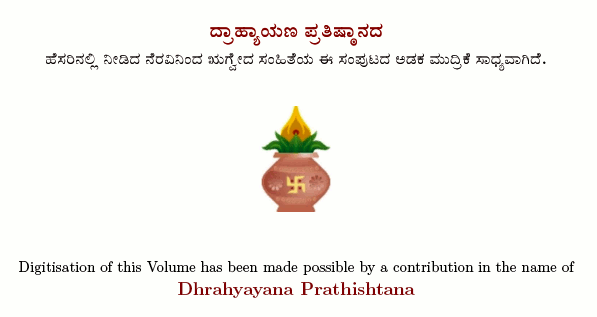 ದ್ರಾಹ್ಯಾಯಣ ಪ್ರತಿಷ್ಠಾನದ
ಹೆಸರಿನಲ್ಲಿ ನೀಡಿದ ನೆರವಿನಿಂದ ಋಗ್ವೇದ ಸಂಹಿತೆಯ ಈ ಸಂಪುಟದ ಅಡಕ ಮುದ್ರಿಕೆ ಸಾಧ್ಯವಾಗಿದೆ.
Digitisation of this Volume has been made possible by a contribution in the name of
Dhrahyayana Prathishtana